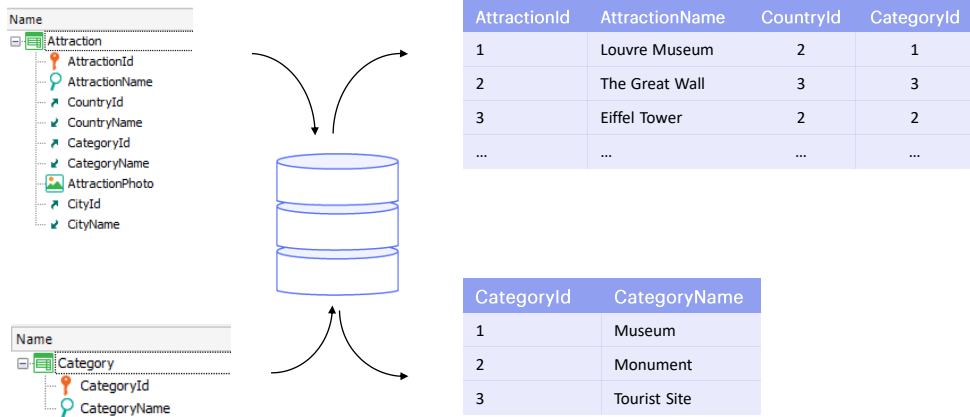 Name
Attraction
AttractionId
AttractionName
CountryId
CountryName
CategoryId
CategoryName
AttractionPhoto
CityId
CityName
AttractionId AttractionName CountryId CategoryId
1 Louvre Museum 2 1
2 The Great Wall 3 3
3 Eiffel Tower 2 2
... ... ... ...
Name
Category
CategoryId
CategoryName
CategoryId CategoryName
1 Museum
2 Monument
3 Tourist Site